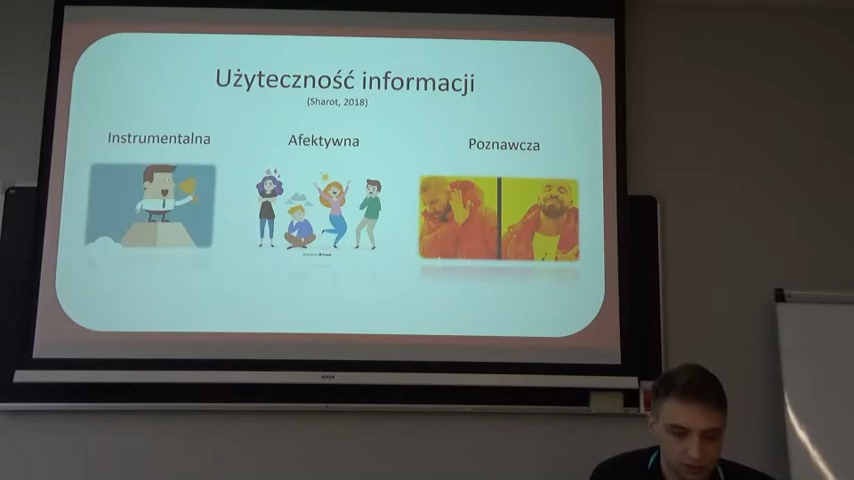 Użyteczność informacji
(Sharot, 2018)
Instrumentalna
Afektywna
Poznawcza